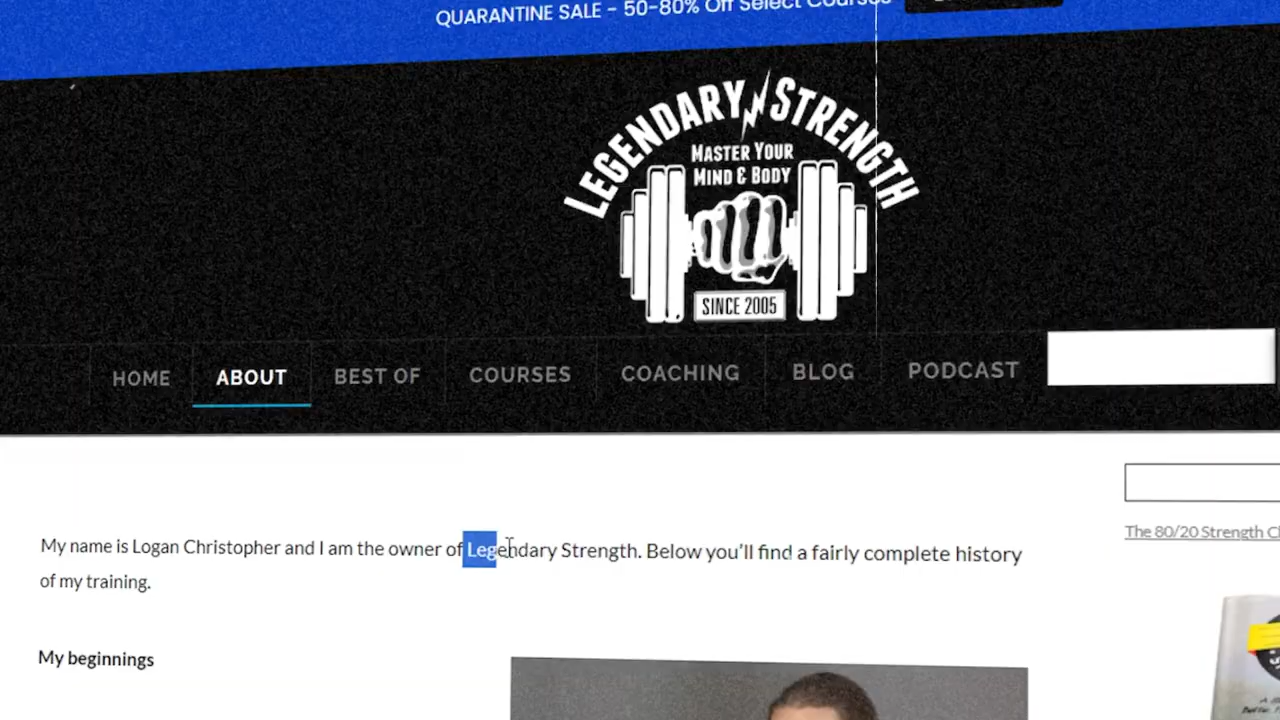 QUARANTINE SALE - 50-80% Off Select Courses
LEGENDARY STRENGTH
MASTER YOUR
MIND & BODY
SINCE 2005
HOME ABOUT BEST OF COURSES COACHING BLOG PODCAST
The 80/20 Strength
My name is Logan Christopher and I am the owner of Legendary Strength. Below you'll find a fairly complete history
of my training.
My beginnings